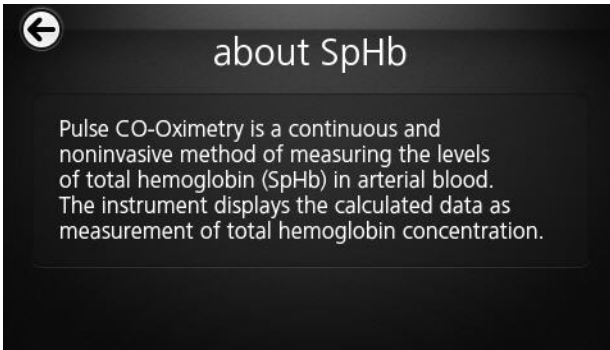 about SpHb
Pulse CO-Oximetry is a continuous and
noninvasive method of measuring the levels
of total hemoglobin (SpHb) in arterial blood.
The instrument displays the calculated data as
measurement of total hemoglobin concentration.